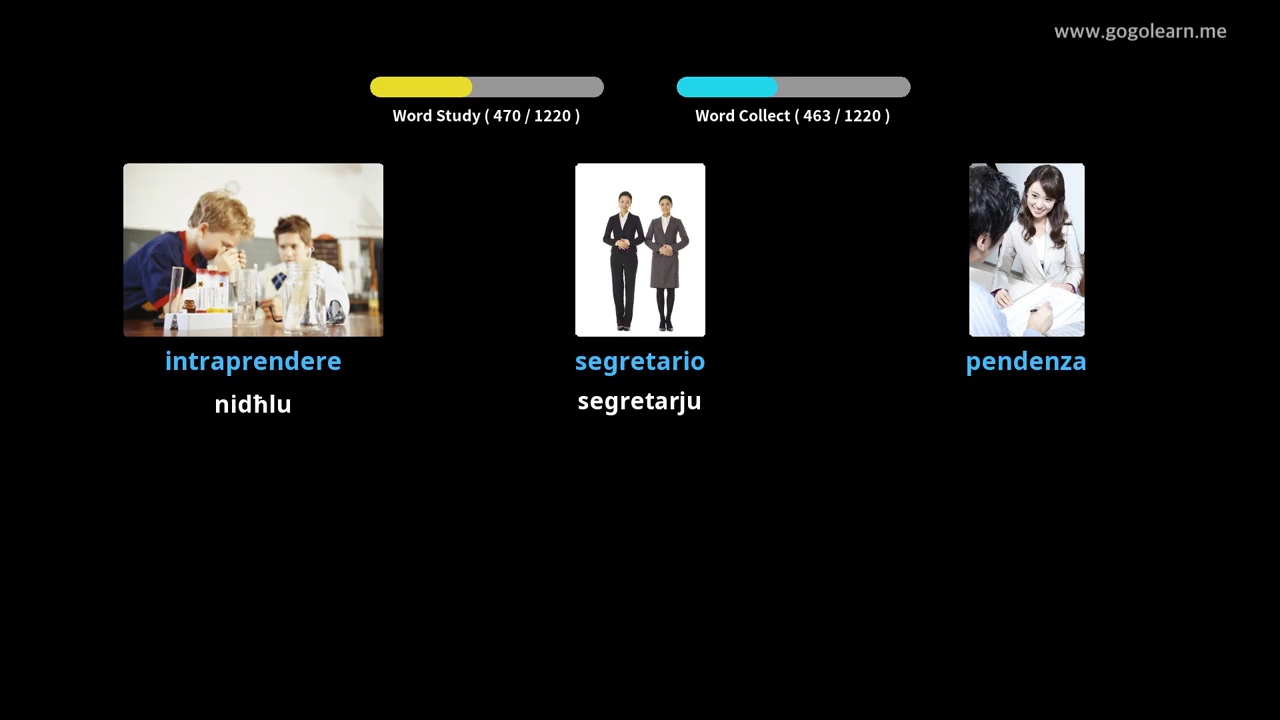 www.gogolearn.me
Word Study ( 470 / 1220 )
Word Collect ( 463 / 1220 )
intraprendere
segretario
pendenza
nidħlu
segretarju